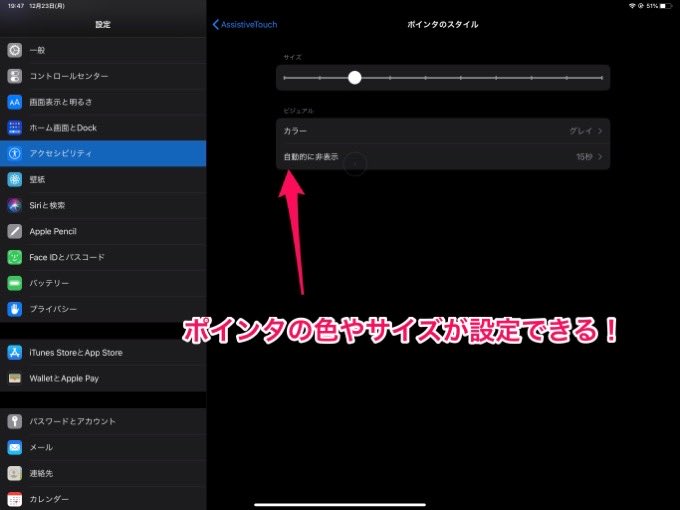 19:47 12月23日(月)
51%
設定
一般
コントロールセンター
画面表示と明るさ
ホーム画面とDock
アクセシビリティ
壁紙
Siriと検索
Apple Pencil
Face IDとパスコード
バッテリー
プライバシー
iTunes StoreとApp Store
WalletとApple Pay
パスワードとアカウント
メール
連絡先
カレンダー
AssistiveTouch
ポインタのスタイル
サイズ
ビジュアル
カラー グレイ
自動的に非表示 15秒
ポインタの色やサイズが設定できる！